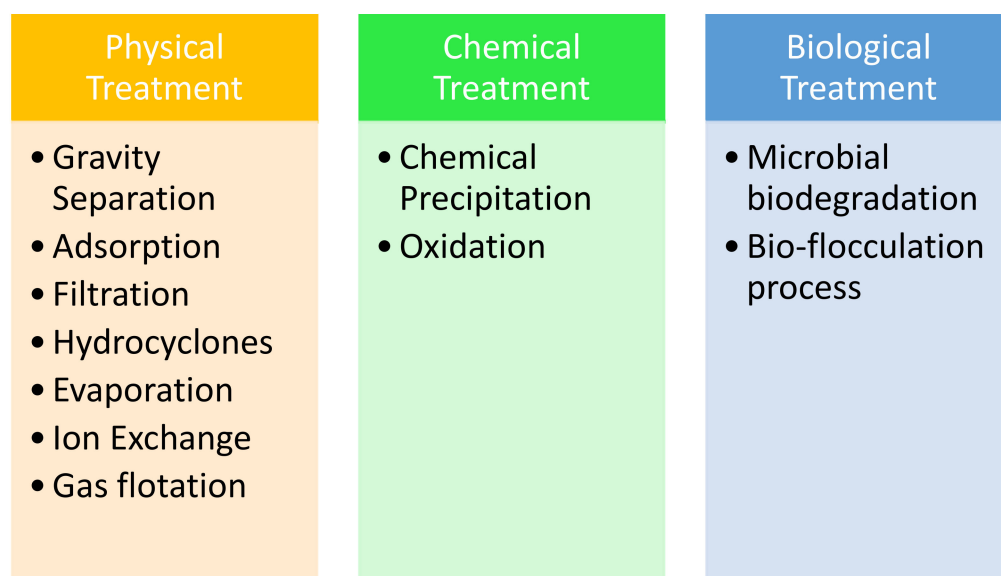 Physical
Treatment
• Gravity
Separation
• Adsorption
• Filtration
• Hydrocyclones
• Evaporation
• Ion Exchange
• Gas flotation
Chemical
Treatment
• Chemical
Precipitation
• Oxidation
Biological
Treatment
• Microbial
biodegradation
• Bio-flocculation
process